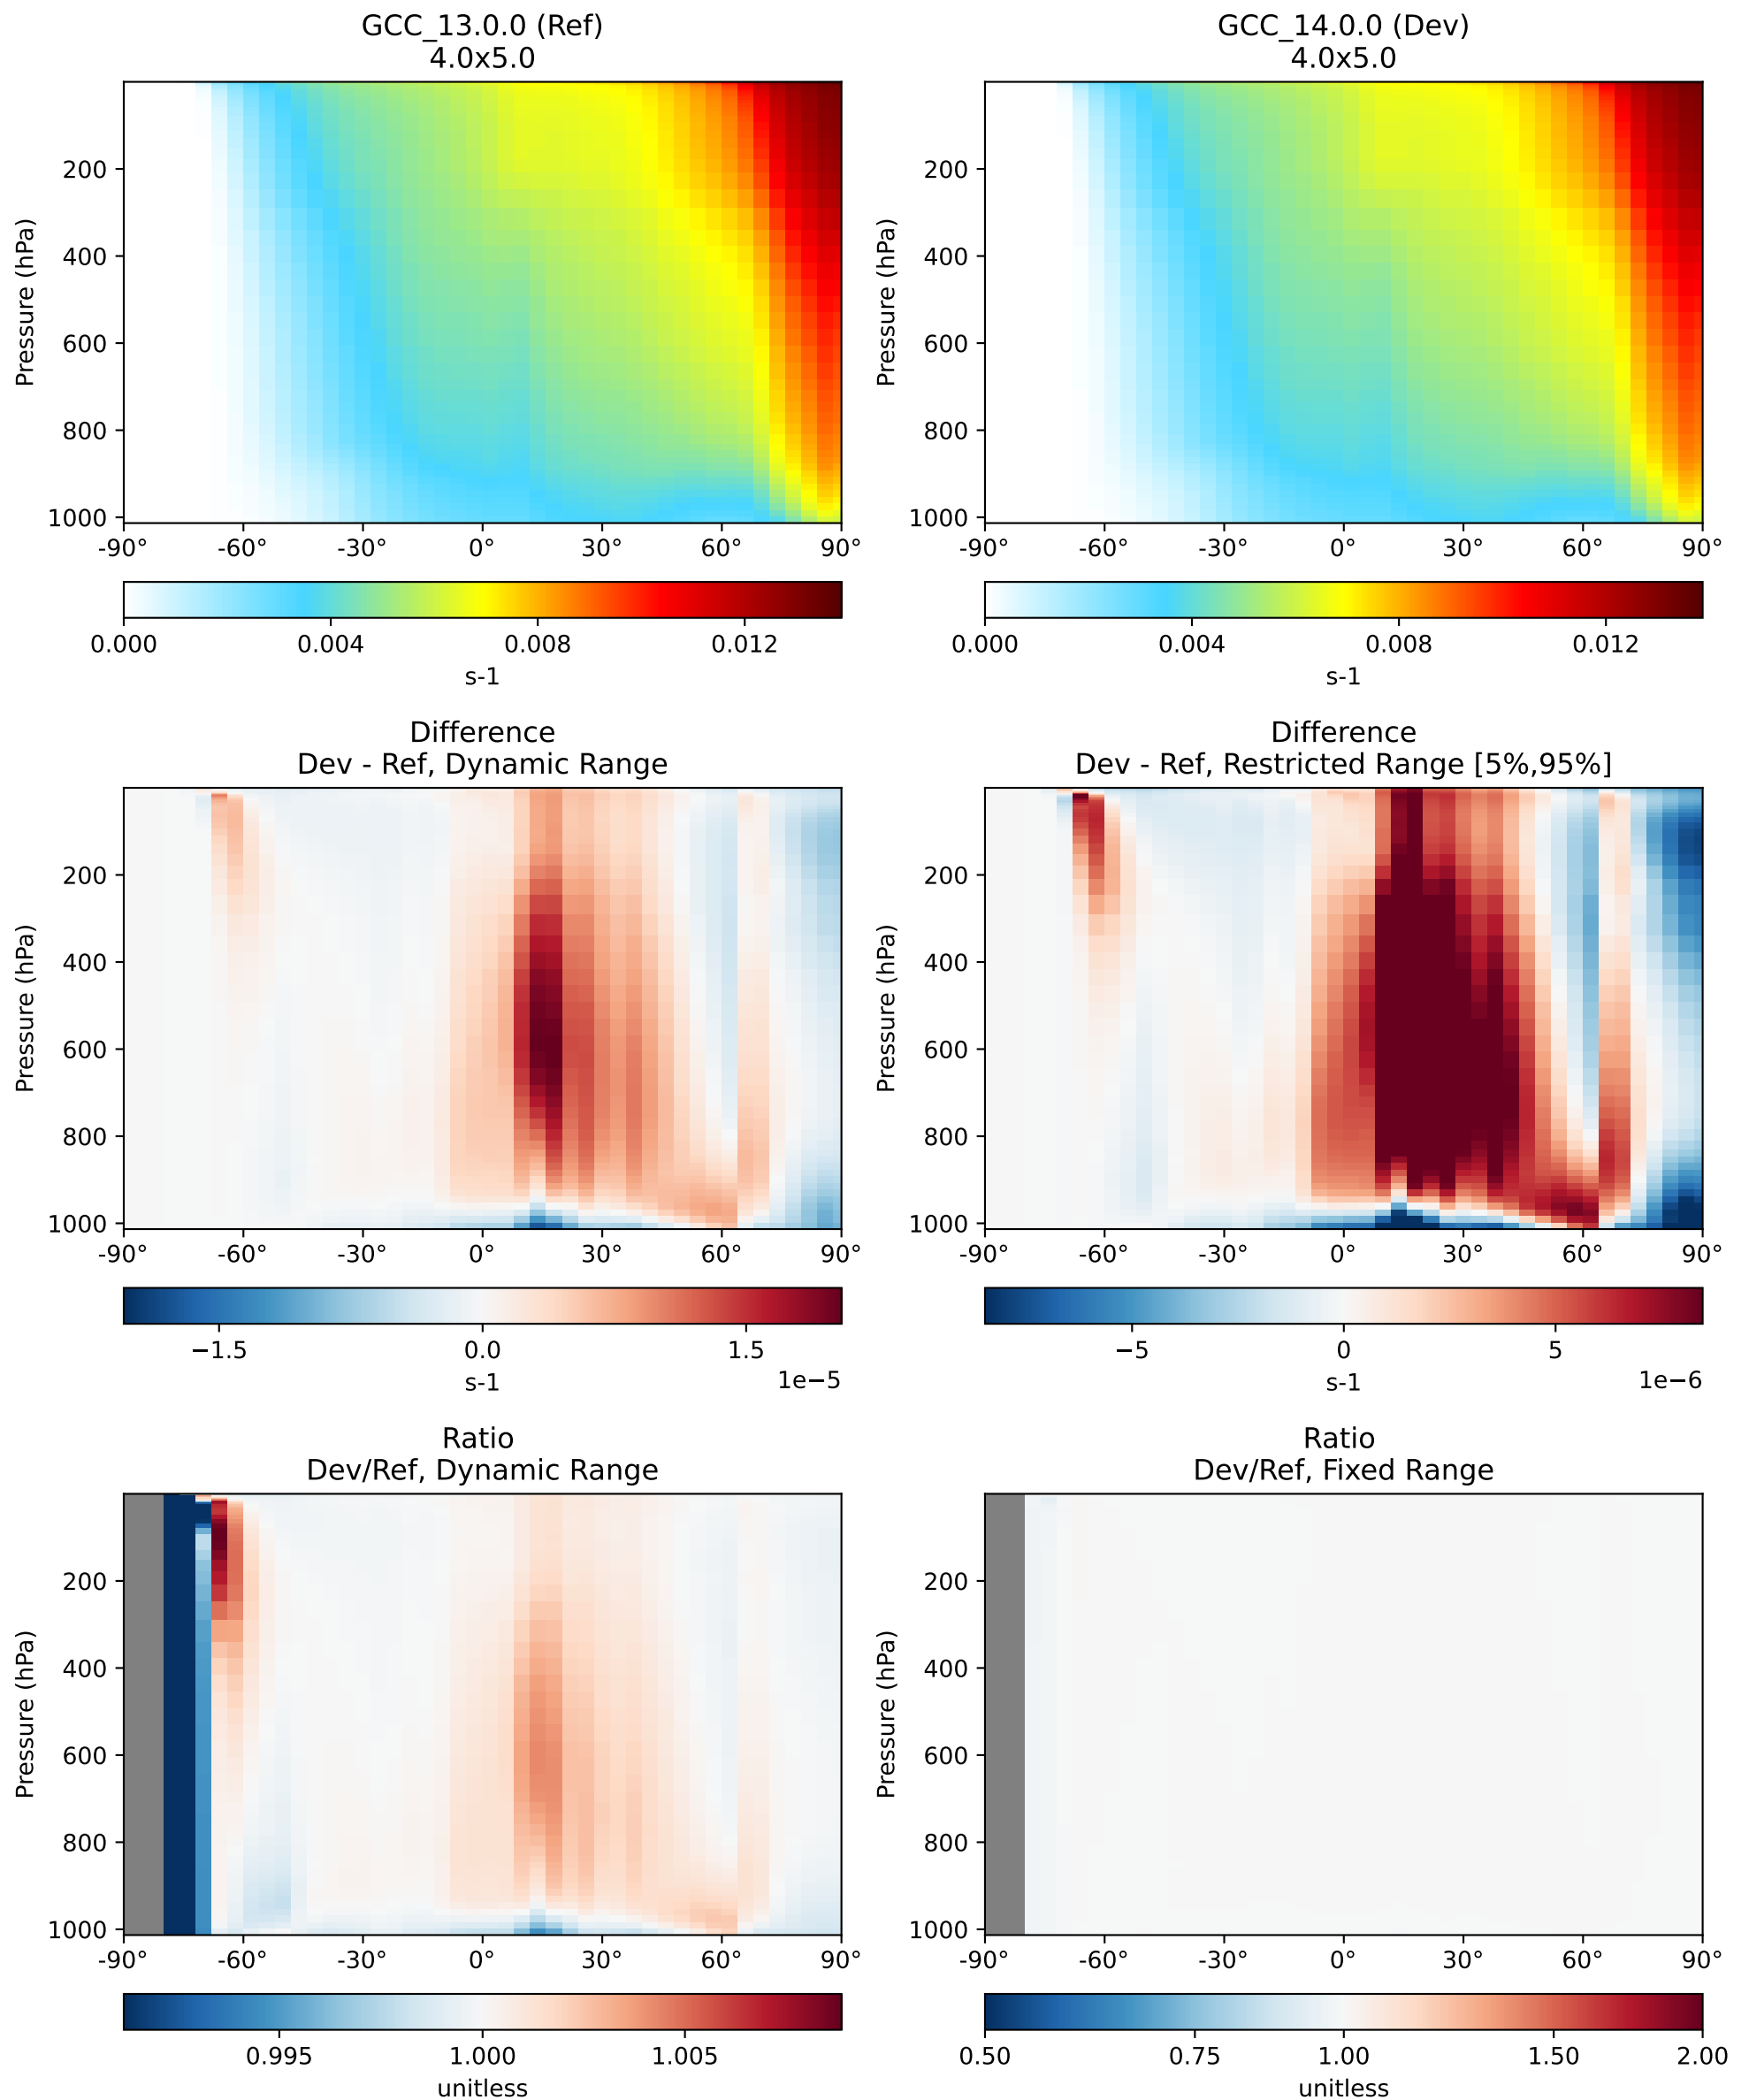 GCC_13.0.0 (Ref)
4.0x5.0
GCC_14.0.0 (Dev)
4.0x5.0
Pressure (hPa)
200
400
600
800
1000
-90° -60° -30° 0° 30° 60° 90°
0.000 0.004 0.008 0.012
s-1
Pressure (hPa)
200
400
600
800
1000
-90° -60° -30° 0° 30° 60° 90°
0.000 0.004 0.008 0.012
s-1
Difference
Dev - Ref, Dynamic Range
Pressure (hPa)
200
400
600
800
1000
-90° -60° -30° 0° 30° 60° 90°
−1.5 0.0 1.5
s-1 1e−5
Difference
Dev - Ref, Restricted Range [5%,95%]
Pressure (hPa)
200
400
600
800
1000
-90° -60° -30° 0° 30° 60° 90°
−5 0 5
s-1 1e−6
Ratio
Dev/Ref, Dynamic Range
Pressure (hPa)
200
400
600
800
1000
-90° -60° -30° 0° 30° 60° 90°
0.995 1.000 1.005
unitless
Ratio
Dev/Ref, Fixed Range
Pressure (hPa)
200
400
600
800
1000
-90° -60° -30° 0° 30° 60° 90°
0.50 0.75 1.00 1.50 2.00
unitless